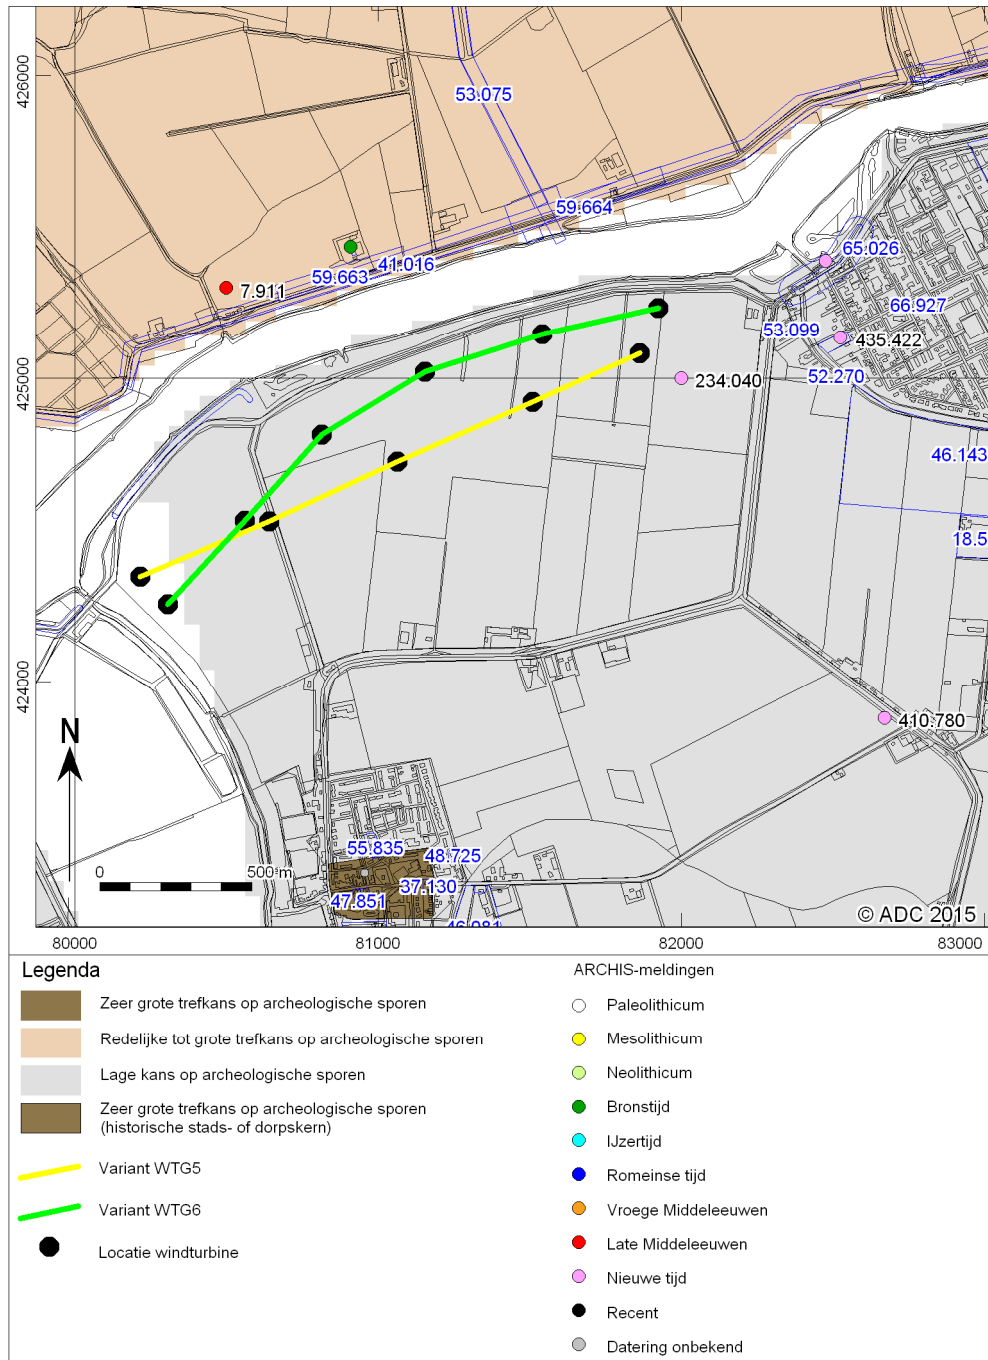 426000
53.075
59.664
65.026
59.663
41.016
7.911
66.927
53.099
435.422
425000
234.040
52.270
46.143
18.5
424000
410.780
N
0
500 m
55.835
48.725
37.130
47.851
46.081
© ADC 2015
80000
81000
82000
83000
Legenda
Zeer grote trefkans op archeologische sporen
Redelijke tot grote trefkans op archeologische sporen
Lage kans op archeologische sporen
Zeer grote trefkans op archeologische sporen
(historische stads- of dorpskern)
Variant WTG5
Variant WTG6
Locatie windturbine
ARCHIS-meldingen
Paleolithicum
Mesolithicum
Neolithicum
Bronstijd
IJzertijd
Romeinse tijd
Vroege Middeleeuwen
Late Middeleeuwen
Nieuwe tijd
Recent
Datering onbekend